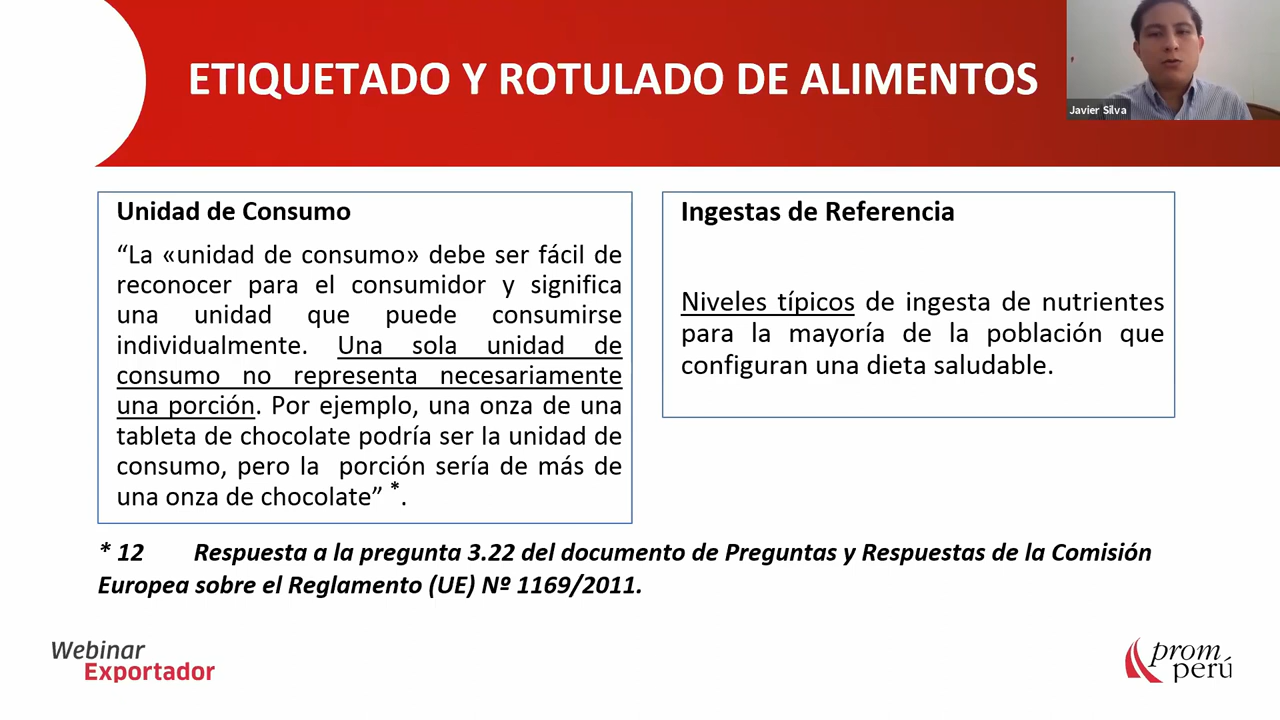 ETIQUETADO Y ROTULADO DE ALIMENTOS
Javier Silva
Unidad de Consumo
“La «unidad de consumo» debe ser fácil de
reconocer para el consumidor y significa
una unidad que puede consumirse
individualmente. Una sola unidad de
consumo no representa necesariamente
una porción. Por ejemplo, una onza de una
tableta de chocolate podría ser la unidad de
consumo, pero la porción sería de más de
una onza de chocolate” *.
Ingestas de Referencia
Niveles típicos de ingesta de nutrientes
para la mayoría de la población que
configuran una dieta saludable.
* 12 Respuesta a la pregunta 3.22 del documento de Preguntas y Respuestas de la Comisión
Europea sobre el Reglamento (UE) Nº 1169/2011.
Webinar
Exportador
prom
perú